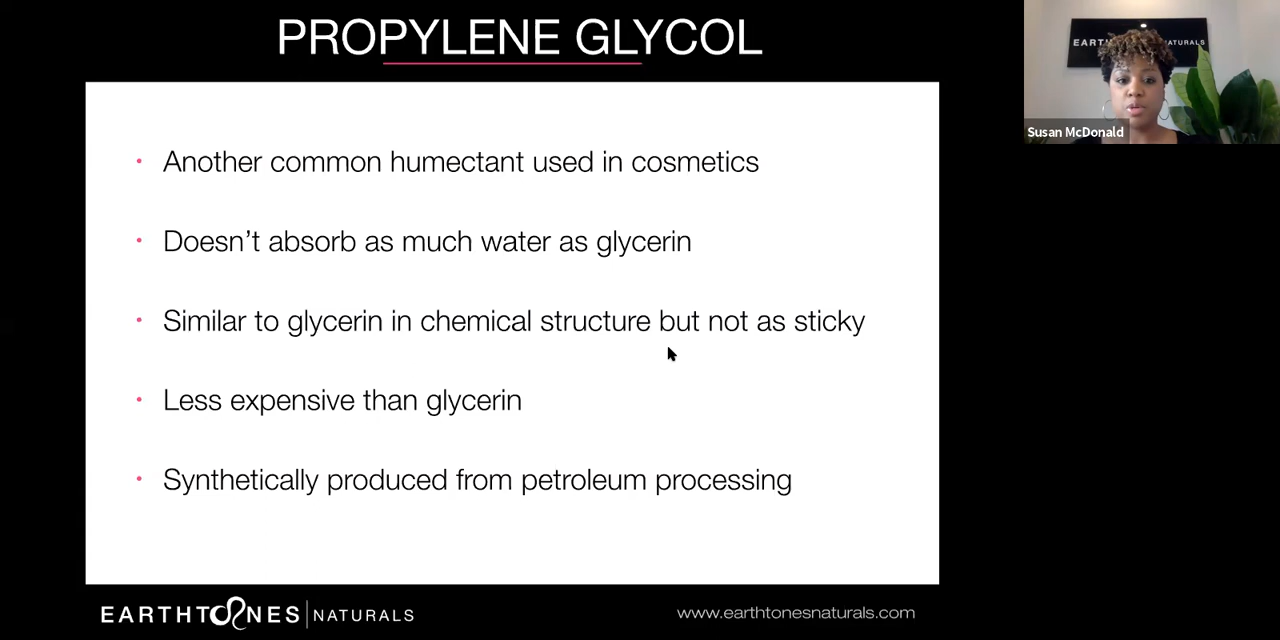 PROPYLENE GLYCOL
EARTH NATURALS
Susan McDonald
• Another common humectant used in cosmetics
• Doesn’t absorb as much water as glycerin
• Similar to glycerin in chemical structure but not as sticky
• Less expensive than glycerin
• Synthetically produced from petroleum processing
EARTHTONES NATURALS
www.earthtonesnaturals.com